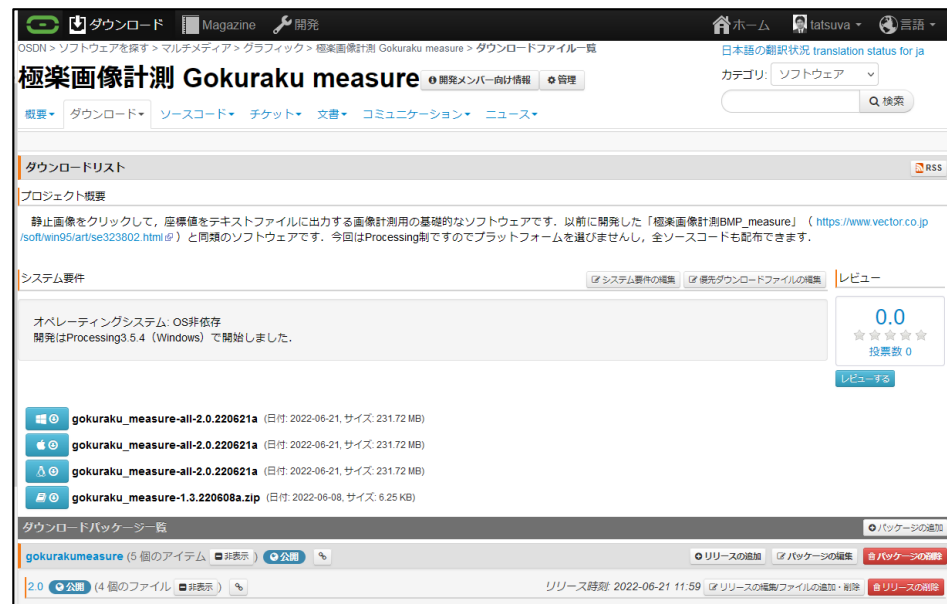 ダウンロード Magazine 開発 ホーム tatsuva 言語
OSDN > ソフトウェアを探す > マルチメディア > グラフィック > 極楽画像計測 Gokuraku measure > ダウンロードファイル一覧
日本語の翻訳状況 translation status for ja
極楽画像計測 Gokuraku measure 開発メンバー向け情報 管理
カテゴリ: ソフトウェア
検索
概要 ダウンロード ソースコード チケット 文書 コミュニケーション ニュース
ダウンロードリスト RSS
プロジェクト概要
静止画像をクリックして，座標値をテキストファイルに出力する画像計測用の基礎的なソフトウェアです．以前に開発した「極楽画像計測BMP_measure」（ https://www.vector.co.jp
/soft/win95/art/se323802.html ）と同類のソフトウェアです．今回はProcessing制ですのでプラットフォームを選びませんし，全ソースコードも配布できます．
システム要件 システム要件の編集 優先ダウンロードファイルの編集
レビュー
オペレーティングシステム: OS非依存
開発はProcessing3.5.4（Windows）で開始しました．
0.0
投票数 0
レビューする
gokuraku_measure-all-2.0.220621a (日付: 2022-06-21, サイズ: 231.72 MB)
gokuraku_measure-all-2.0.220621a (日付: 2022-06-21, サイズ: 231.72 MB)
gokuraku_measure-all-2.0.220621a (日付: 2022-06-21, サイズ: 231.72 MB)
gokuraku_measure-1.3.220608a.zip (日付: 2022-06-08, サイズ: 6.25 KB)
ダウンロードパッケージ一覧 パッケージの追加
gokurakumeasure (5 個のアイテム 非表示 ) 公開 リリースの追加 パッケージの編集 パッケージの削除
2.0 公開 (4 個のファイル 非表示 ) リリース時刻: 2022-06-21 11:59 リリースの編集/ファイルの追加・削除 リリースの削除